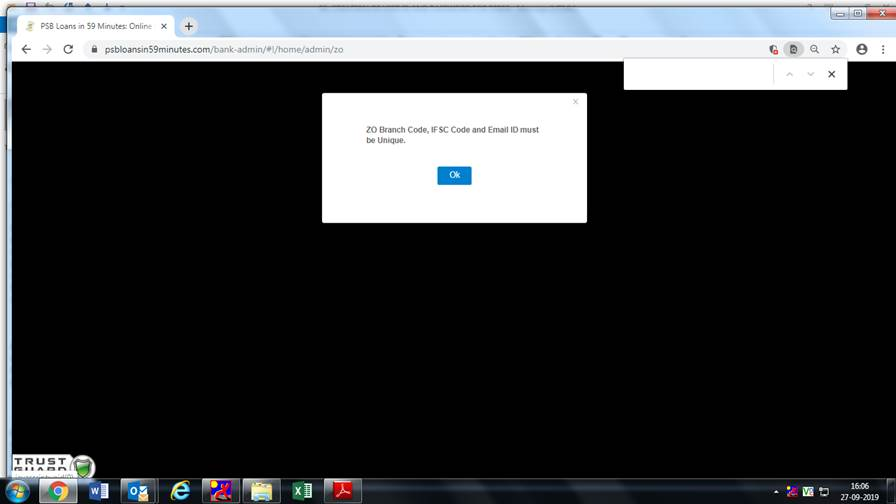 PSB Loans in 59 Minutes: Online
psbloansin59minutes.com/bank-admin/#!/home/admin/zo
ZO Branch Code, IFSC Code and Email ID must
be Unique.
Ok
TRUST
GUARD
16:06
27-09-2019